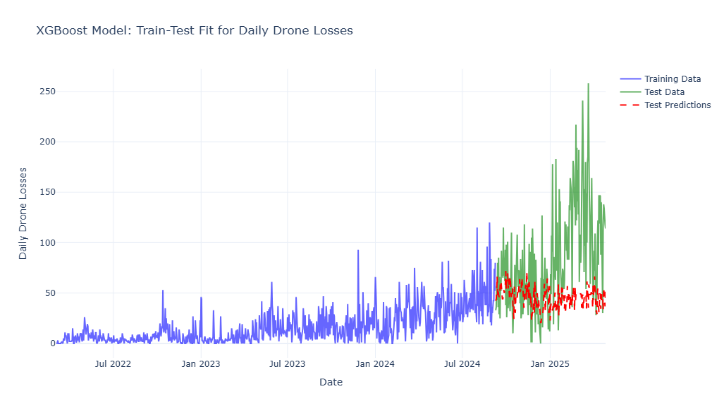 XGBoost Model: Train-Test Fit for Daily Drone Losses
Training Data
Test Data
Test Predictions
Daily Drone Losses
250
200
150
100
50
0
Jul 2022
Jan 2023
Jul 2023
Jan 2024
Jul 2024
Jan 2025
Date